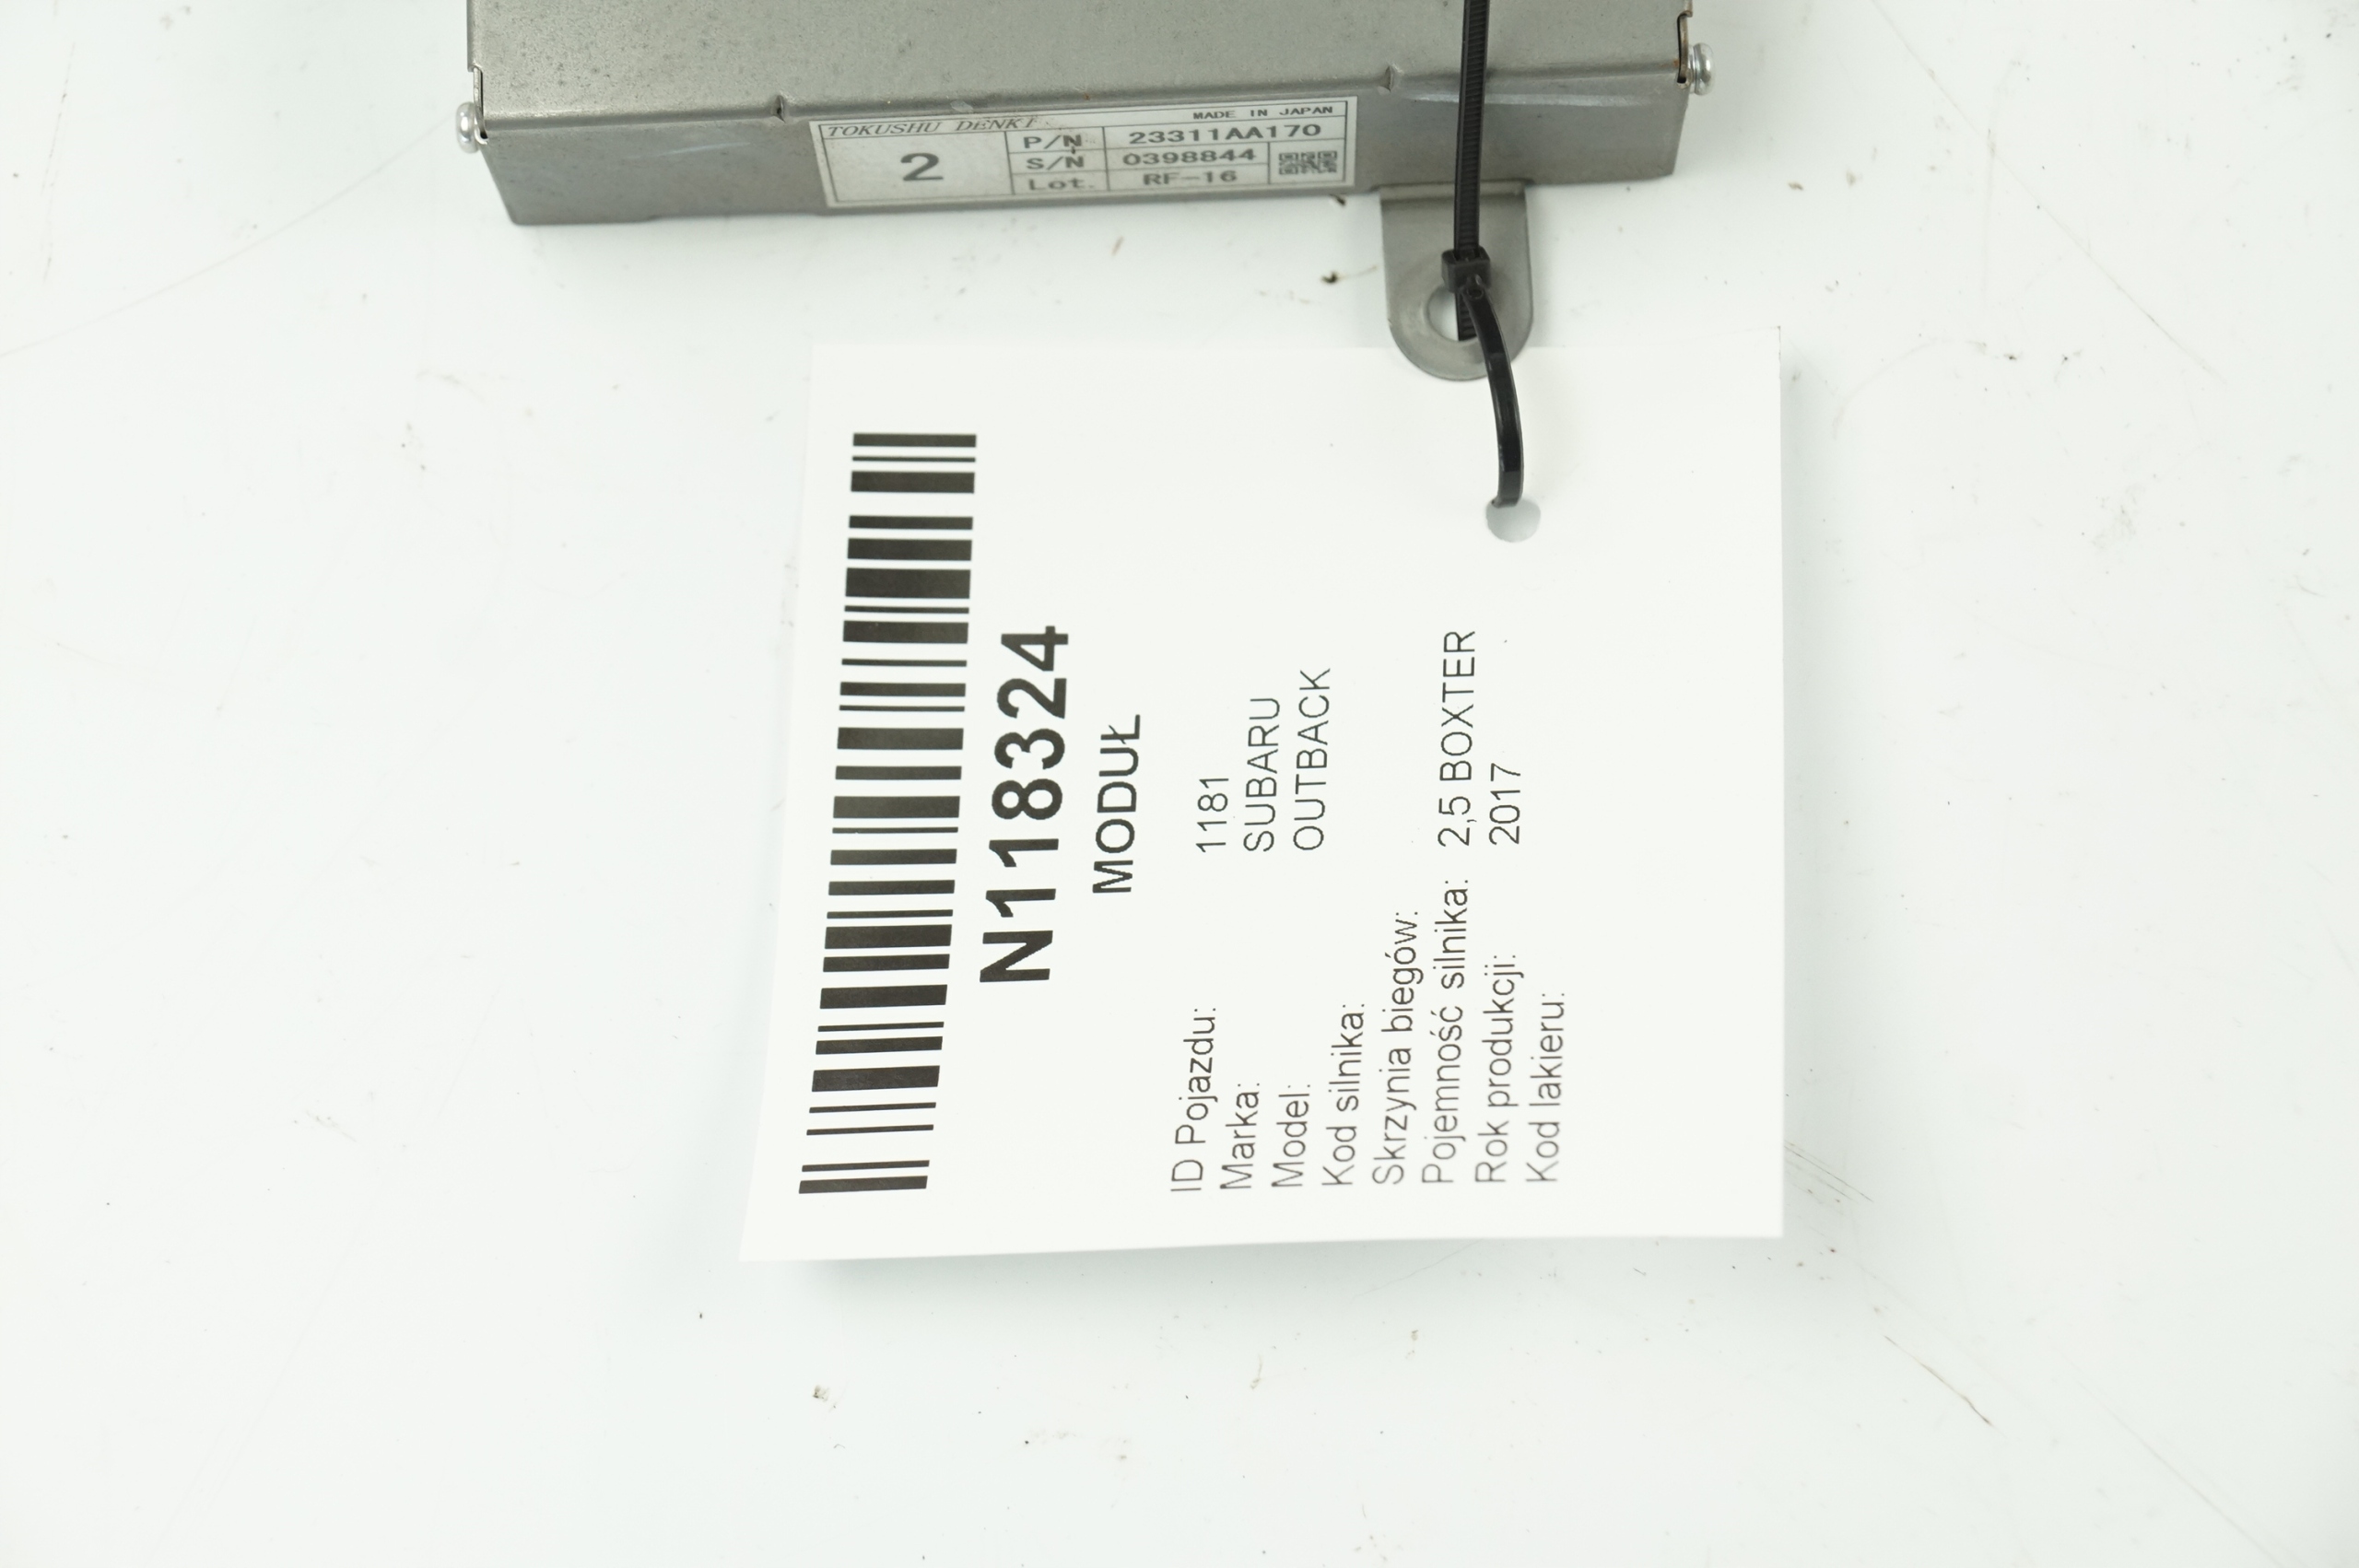 TOKUSHU DENKI MADE IN JAPAN
2
P/N 23311AA170
S/N 0398844
Lot. RF-16
N118324
MODUŁ
ID Pojazdu: 1181
Marka: SUBARU
Model: OUTBACK
Kod silnika:
Skrzynia biegów:
Pojemność silnika: 2,5 BOXTER
Rok produkcji: 2017
Kod lakieru: